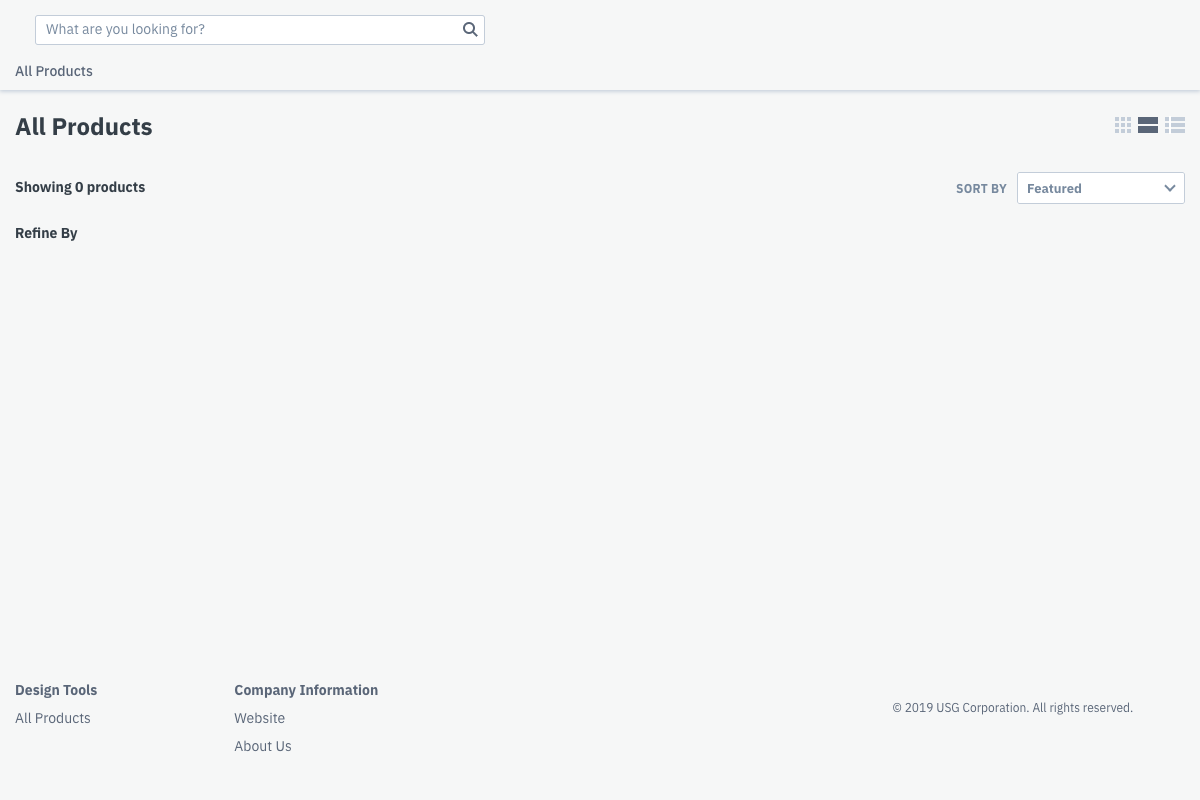 What are you looking for?
All Products
All Products
Showing 0 products
SORT BY
Featured
Refine By
Design Tools
All Products
Company Information
Website
About Us
© 2019 USG Corporation. All rights reserved.